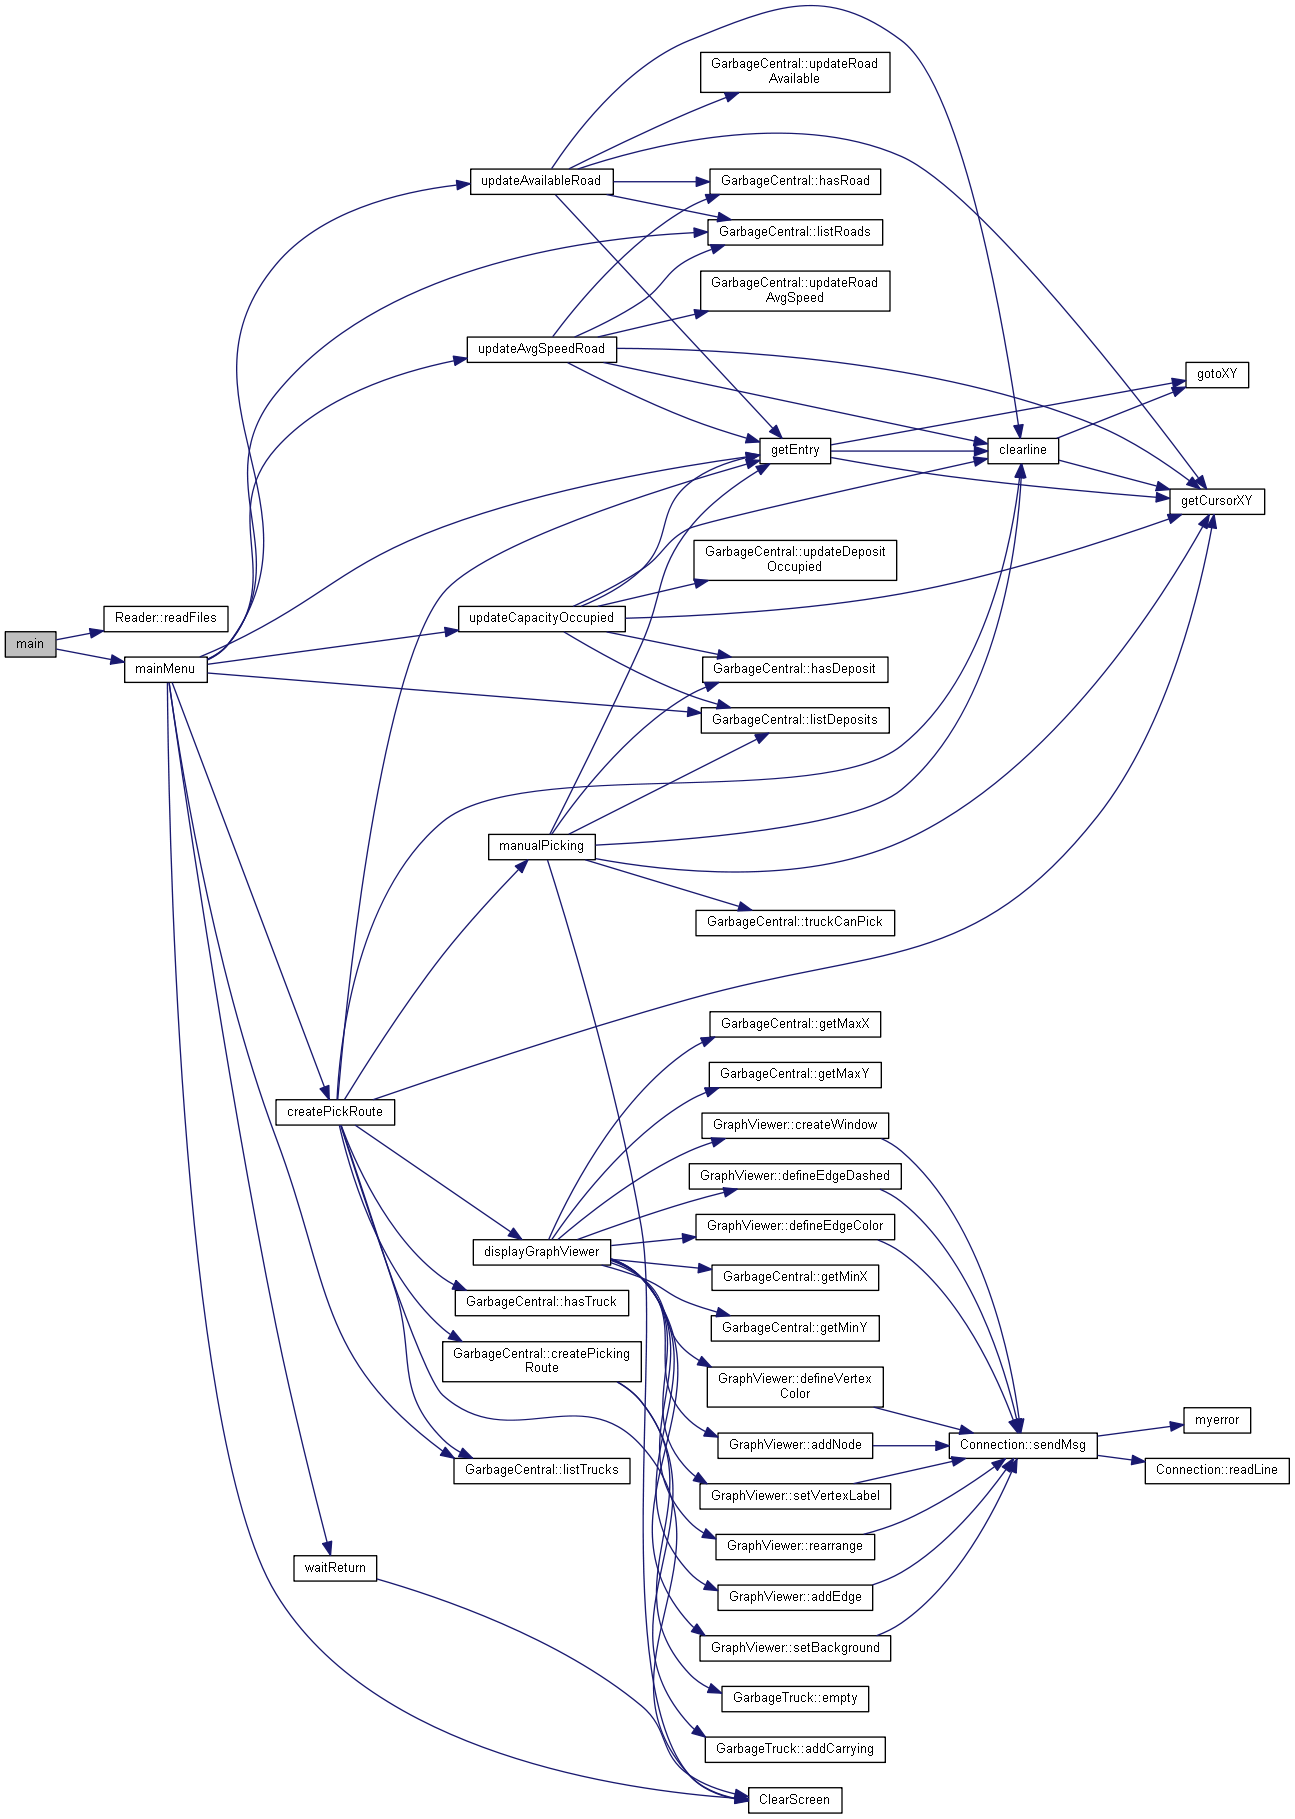 GarbageCentral::updateRoad
Available
updateAvailableRoad
GarbageCentral::hasRoad
GarbageCentral::listRoads
GarbageCentral::updateRoad
AvgSpeed
updateAvgSpeedRoad
gotoXY
getEntry
clearline
getCursorXY
GarbageCentral::updateDeposit
Occupied
Reader::readFiles
updateCapacityOccupied
main
mainMenu
GarbageCentral::hasDeposit
GarbageCentral::listDeposits
manualPicking
GarbageCentral::truckCanPick
GarbageCentral::getMaxX
GarbageCentral::getMaxY
createPickRoute
GraphViewer::createWindow
GraphViewer::defineEdgeDashed
GraphViewer::defineEdgeColor
displayGraphViewer
GarbageCentral::getMinX
GarbageCentral::hasTruck
GarbageCentral::getMinY
GarbageCentral::createPicking
Route
GraphViewer::defineVertex
Color
myerror
GraphViewer::addNode
Connection::sendMsg
GarbageCentral::listTrucks
Connection::readLine
GraphViewer::setVertexLabel
GraphViewer::rearrange
waitReturn
GraphViewer::addEdge
GraphViewer::setBackground
GarbageTruck::empty
GarbageTruck::addCarrying
ClearScreen